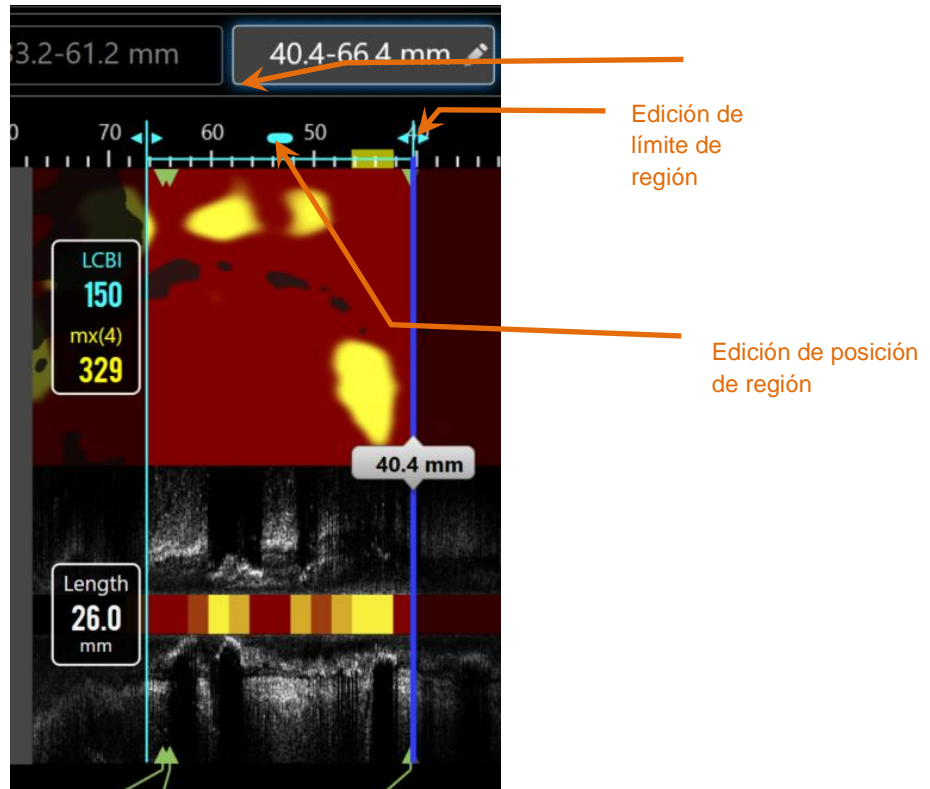 33.2-61.2 mm
40.4-66.4 mm
Edición de
límite de
región
70 60 50
LCBI
150
mx(4)
329
Edición de posición
de región
40.4 mm
Length
26.0
mm